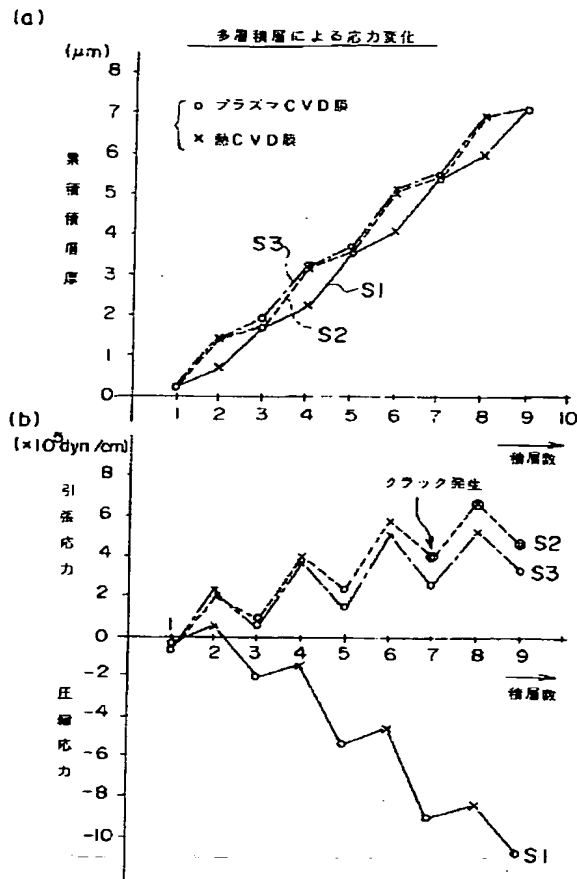 (a)
多層積層による応力変化
(μm)
8
7
6
5
4
3
2
1
0
累積積層厚
○ プラズマCVD膜
× 熱CVD膜
S3
S2
S1
1 2 3 4 5 6 7 8 9 10
積層数
(b)
(×10⁵dyn/cm)
8
6
4
2
0
-2
-4
-6
-8
-10
引張応力
圧縮応力
クラック発生
S2
S3
1 2 3 4 5 6 7 8 9
積層数
S1